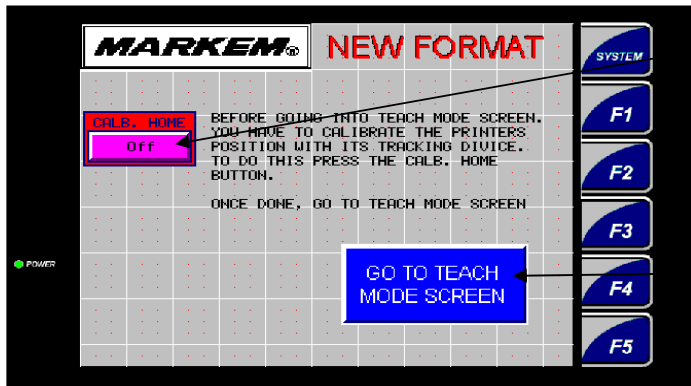 MARKEM®
NEW FORMAT
SYSTEM
F1
CALB. HOME
Off
BEFORE GOING INTO TEACH MODE SCREEN.
YOU HAVE TO CALIBRATE THE PRINTERS
POSITION WITH ITS TRACKING DIVICE.
TO DO THIS PRESS THE CALB. HOME
BUTTON.
F2
ONCE DONE, GO TO TEACH MODE SCREEN
F3
POWER
GO TO TEACH
MODE SCREEN
F4
F5